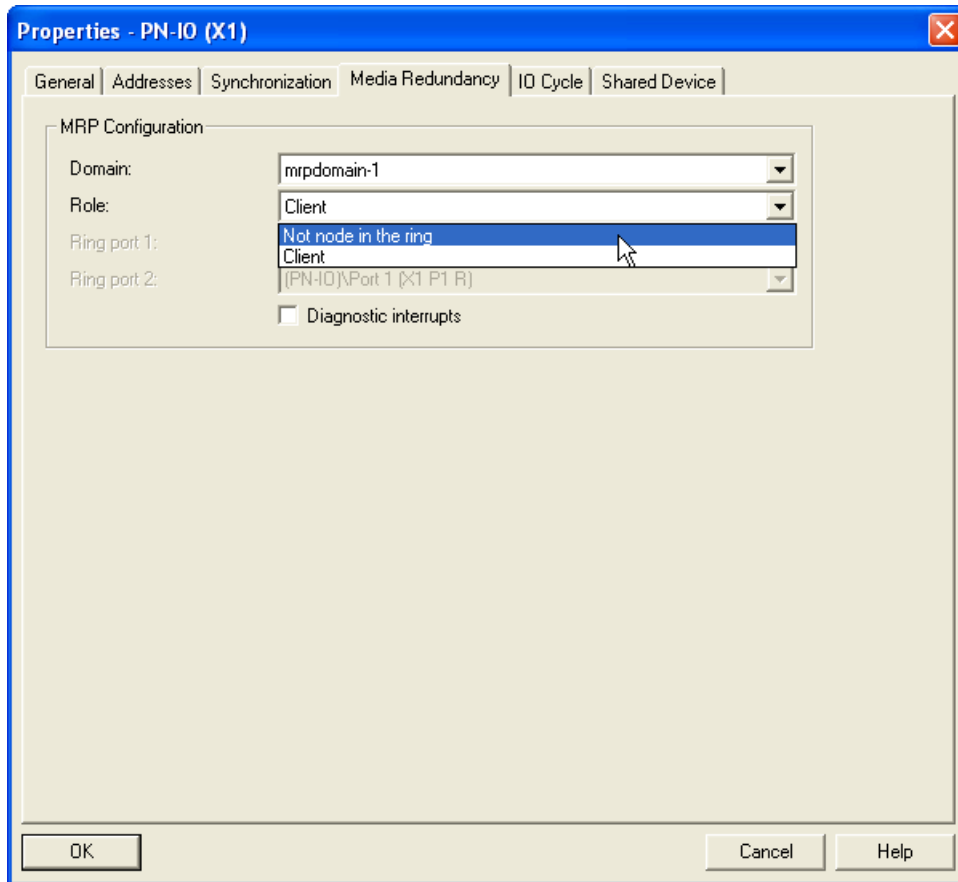 Properties - PN-IO (X1)
General Addresses Synchronization Media Redundancy IO Cycle Shared Device
MRP Configuration
Domain: mrpdomain-1
Role: Client
Not node in the ring
Ring port 1:
Client
Ring port 2: (PN-IO)\Port 1 (X1 P1 R)
Diagnostic interrupts
OK Cancel Help